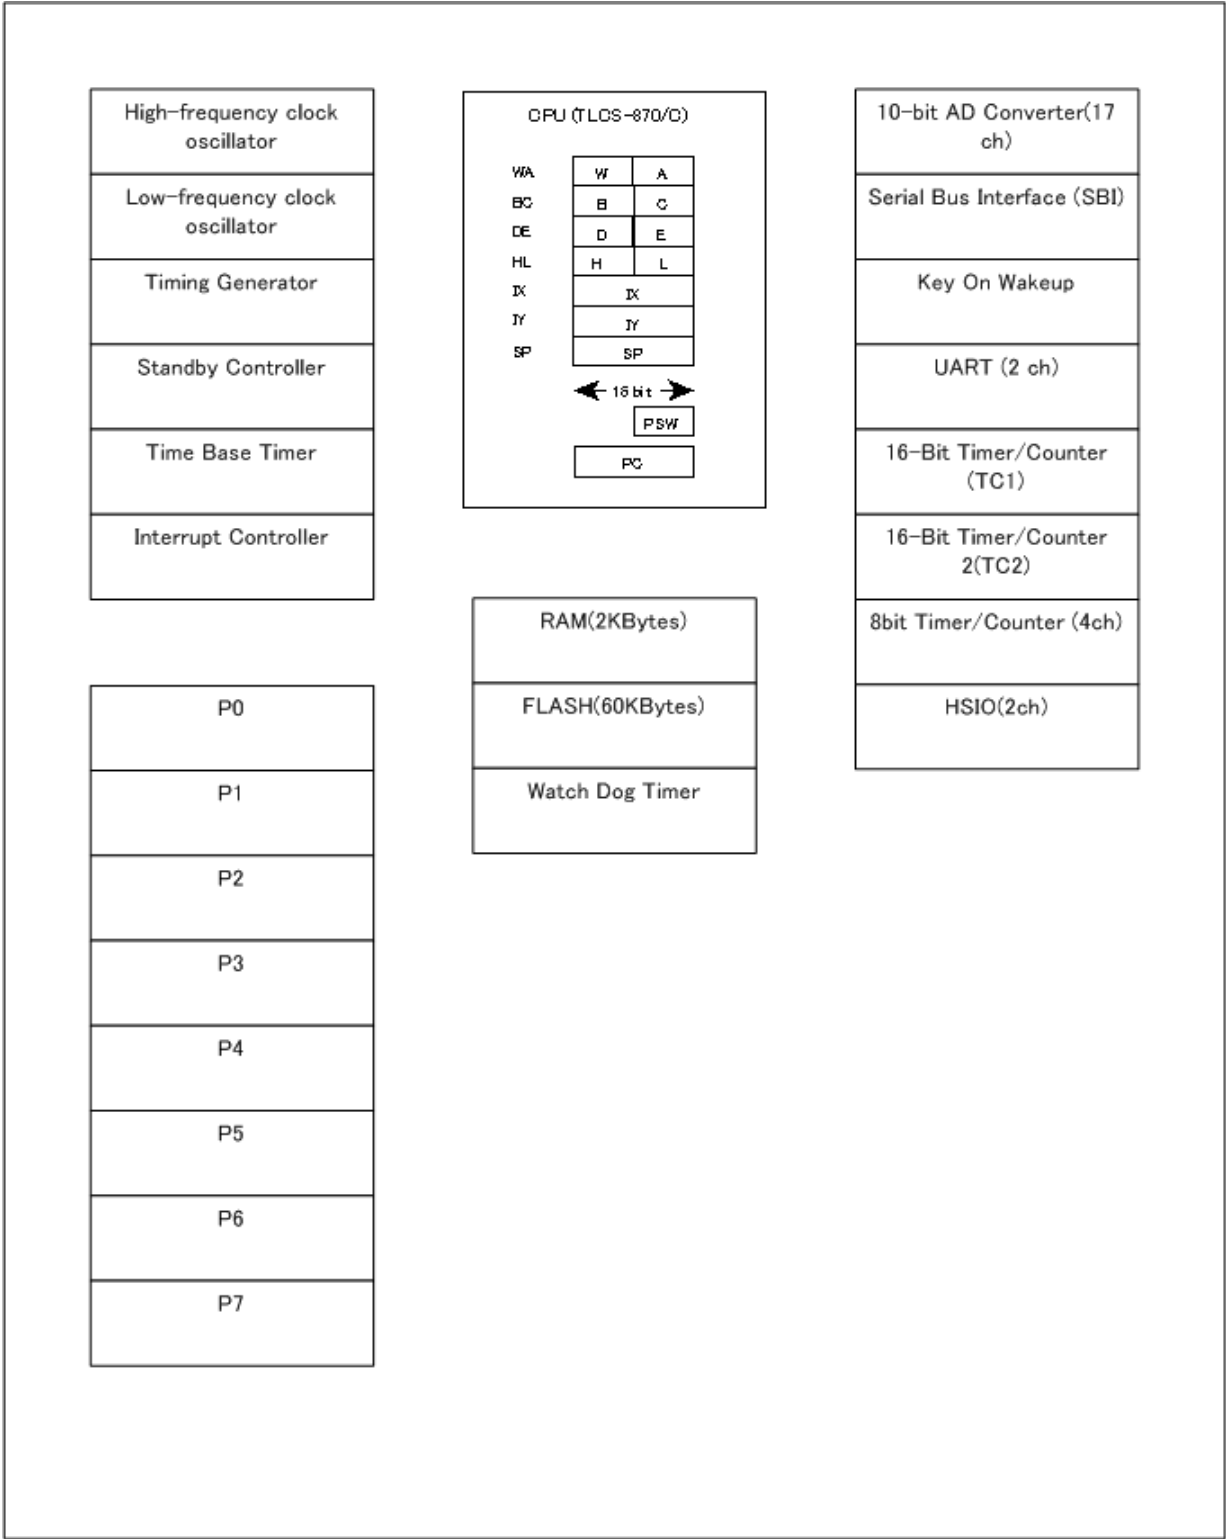 High-frequency clock
oscillator
Low-frequency clock
oscillator
Timing Generator
Standby Controller
Time Base Timer
Interrupt Controller
P0
P1
P2
P3
P4
P5
P6
P7
CPU (TLCS-870/C)
WA W A
BC B C
DE D E
HL H L
IX IX
IY IY
SP SP
16 bit
PSW
PC
RAM(2KBytes)
FLASH(60KBytes)
Watch Dog Timer
10-bit AD Converter(17
ch)
Serial Bus Interface (SBI)
Key On Wakeup
UART (2 ch)
16-Bit Timer/Counter
(TC1)
16-Bit Timer/Counter
2(TC2)
8bit Timer/Counter (4ch)
HSIO(2ch)